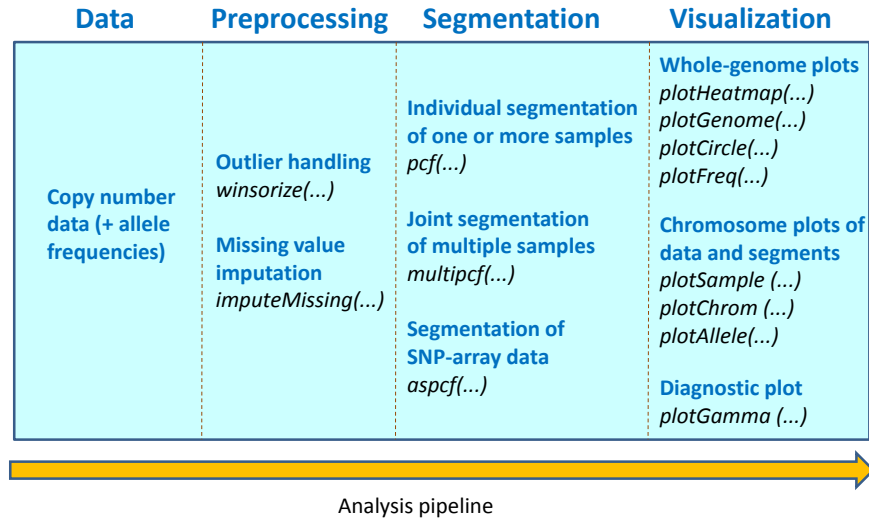 Data
Preprocessing
Segmentation
Visualization
Copy number
data (+ allele
frequencies)
Outlier handling
winsorize(...)
Missing value
imputation
imputeMissing(...)
Individual segmentation
of one or more samples
pcf(...)
Joint segmentation
of multiple samples
multipcf(...)
Segmentation of
SNP-array data
aspcf(...)
Whole-genome plots
plotHeatmap(...)
plotGenome(...)
plotCircle(...)
plotFreq(...)
Chromosome plots of
data and segments
plotSample (...)
plotChrom (...)
plotAllele(...)
Diagnostic plot
plotGamma (...)
Analysis pipeline